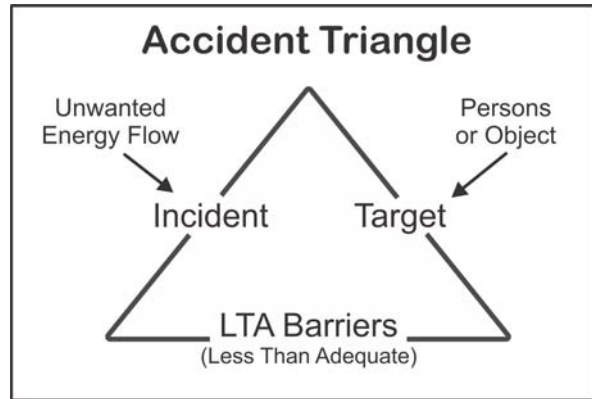 Accident Triangle
Unwanted
Energy Flow
Persons
or Object
Incident
Target
LTA Barriers
(Less Than Adequate)